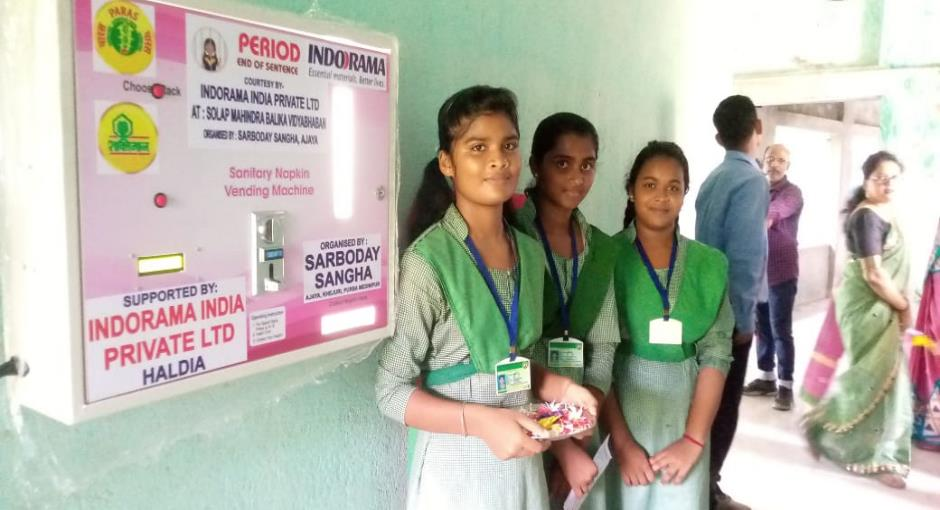 PARAS
Choose Pack
PERIOD
END OF SENTENCE
INDORAMA
Essential materials, Better lives.
COURTESY BY:-
INDORAMA INDIA PRIVATE LTD
AT : SOLAP MAHINDRA BALIKA VIDYABHABAN
ORGANISED BY : SARBODAY SANGHA, AJAYA
Sanitary Napkin
Vending Machine
SUPPORTED BY:
INDORAMA INDIA
PRIVATE LTD
HALDIA
ORGANISED BY :
SARBODAY
SANGHA
AJAYA, KHEJURI, PURBA MEDINIPUR
Operating Instruction